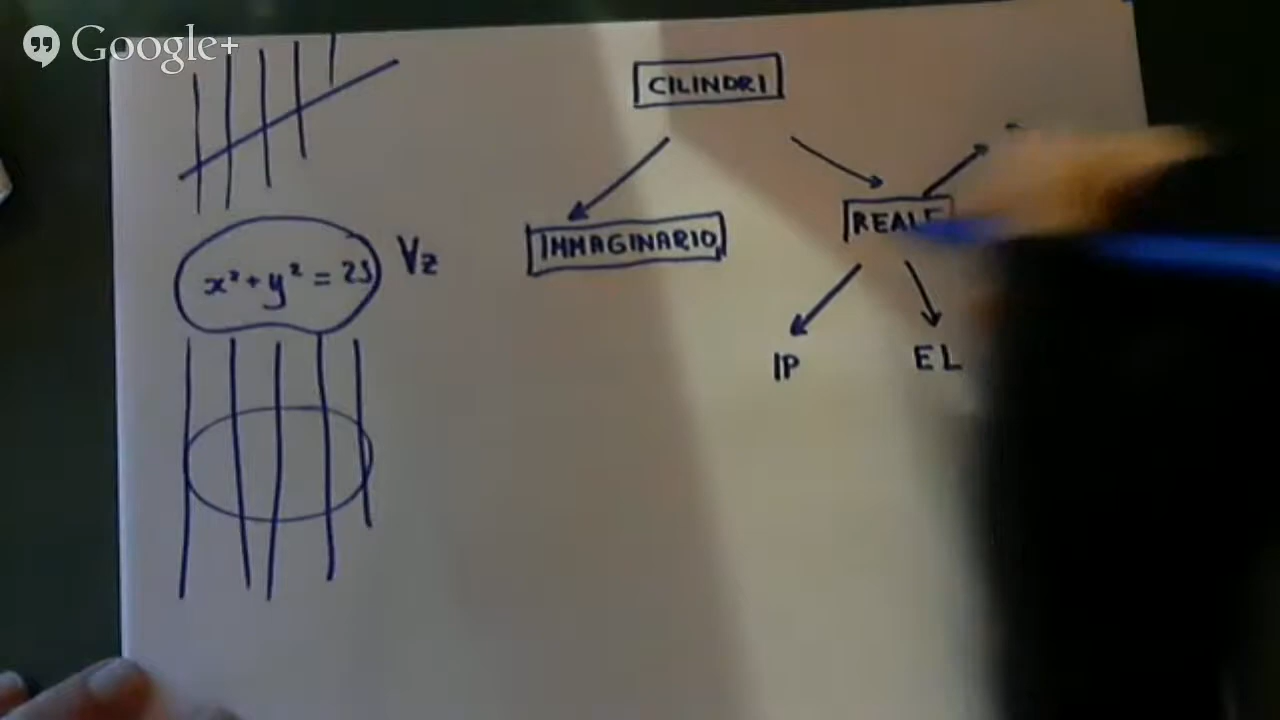 Google+
CILINDRI
IMMAGINARIO
REALE
x² + y² = 25 Vz
IP EL